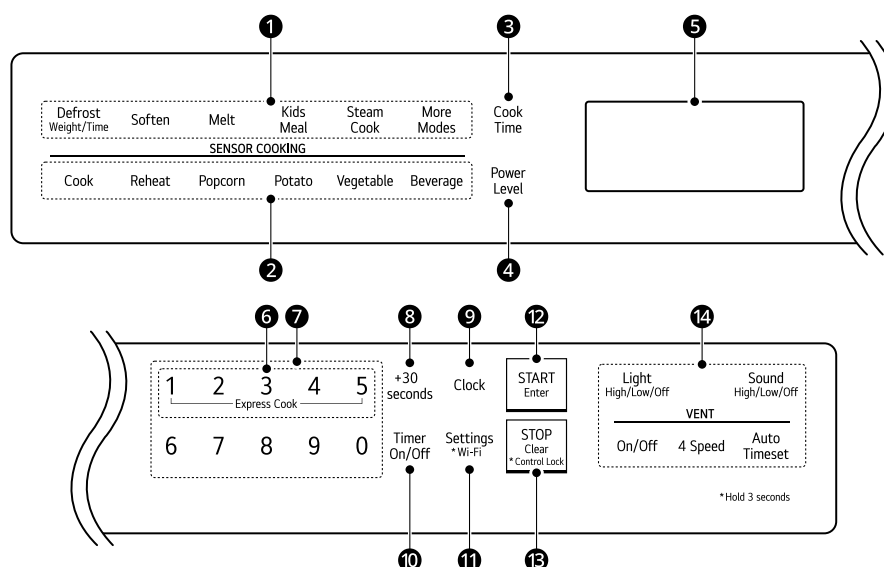 1 3 5
Defrost Weight/Time Soften Melt Kids Meal Steam Cook More Modes Cook Time
SENSOR COOKING
Cook Reheat Popcorn Potato Vegetable Beverage Power Level
2 4
6 7 8 9 12 14
1 2 3 4 5 +30 seconds Clock START Enter Light High/Low/Off Sound High/Low/Off
Express Cook
VENT
6 7 8 9 0 Timer On/Off Settings *Wi-Fi STOP Clear *Control Lock On/Off 4 Speed Auto Timeset
*Hold 3 seconds
10 11 13